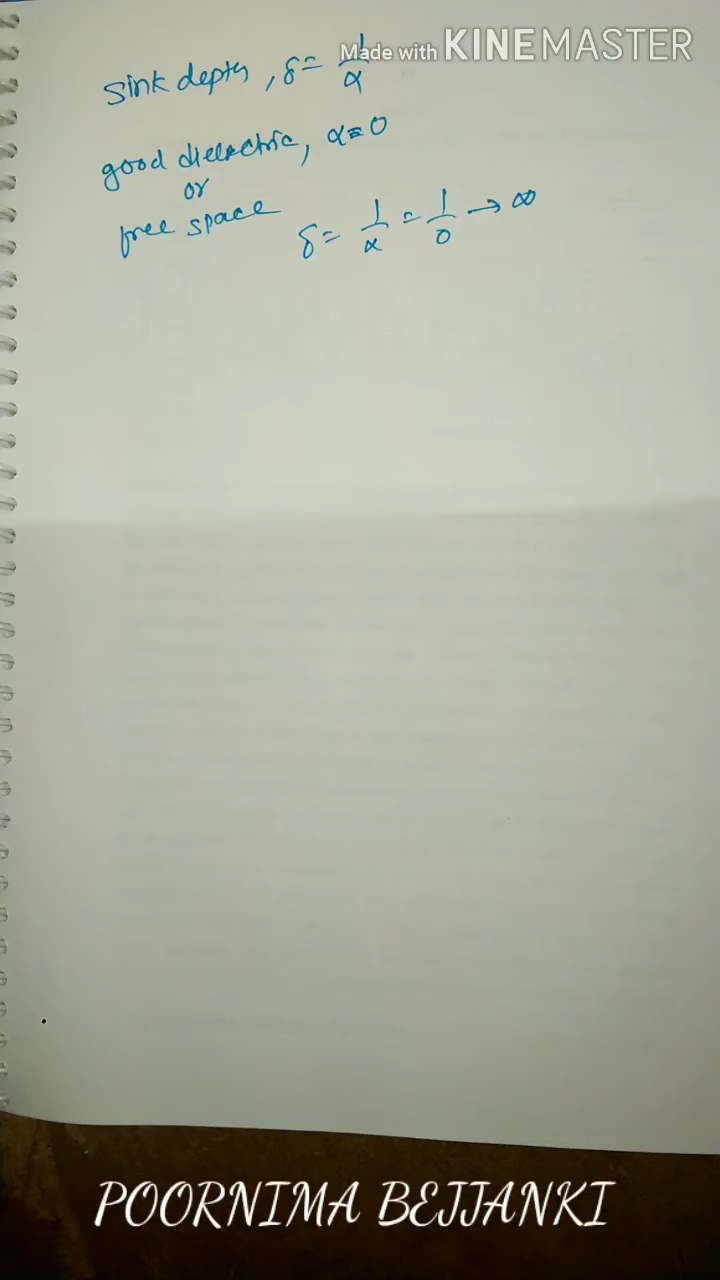 Made with KINEMASTER
Sink depth, δ = 1/α
good dielectric, α=0
or
free space
δ = 1/α = 1/0 → ∞
POORNIMA BEJJANKI